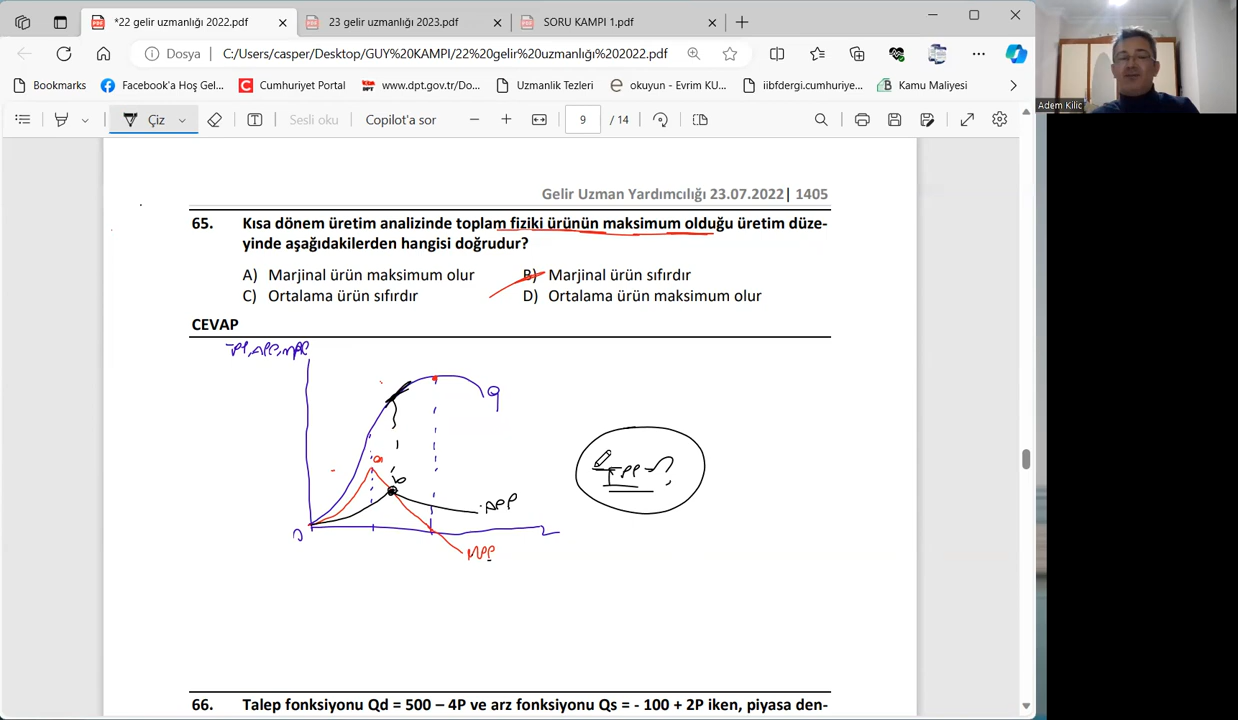 *22 gelir uzmanlığı 2022.pdf
23 gelir uzmanlığı 2023.pdf
SORU KAMPI 1.pdf
Dosya
C:/Users/casper/Desktop/GUY%20KAMPI/22%20gelir%20uzmanlığı%202022.pdf
Bookmarks
Facebook'a Hoş Gel...
Cumhuriyet Portal
www.dpt.gov.tr/Do...
Uzmanlık Tezleri
okuyun - Evrim KU...
iibfdergi.cumhuriye...
Kamu Maliyesi
Adem Kilic
Çiz
Sesli oku
Copilot'a sor
9 / 14
Gelir Uzman Yardımcılığı 23.07.2022| 1405
65. Kısa dönem üretim analizinde toplam fiziki ürünün maksimum olduğu üretim düze-
yinde aşağıdakilerden hangisi doğrudur?
A) Marjinal ürün maksimum olur
B) Marjinal ürün sıfırdır
C) Ortalama ürün sıfırdır
D) Ortalama ürün maksimum olur
CEVAP
Q
a
b
APP
TPP=?
0
L
MPP
66. Talep fonksiyonu Qd = 500 – 4P ve arz fonksiyonu Qs = - 100 + 2P iken, piyasa den-